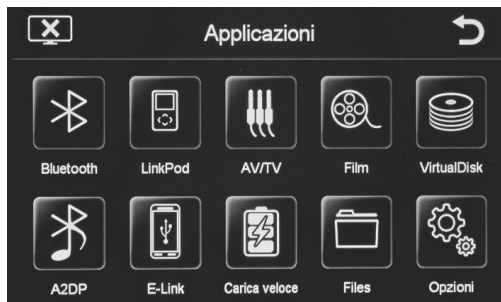 Applicazioni
Bluetooth LinkPod AV/TV Film VirtualDisk
A2DP E-Link Carica veloce Files Opzioni